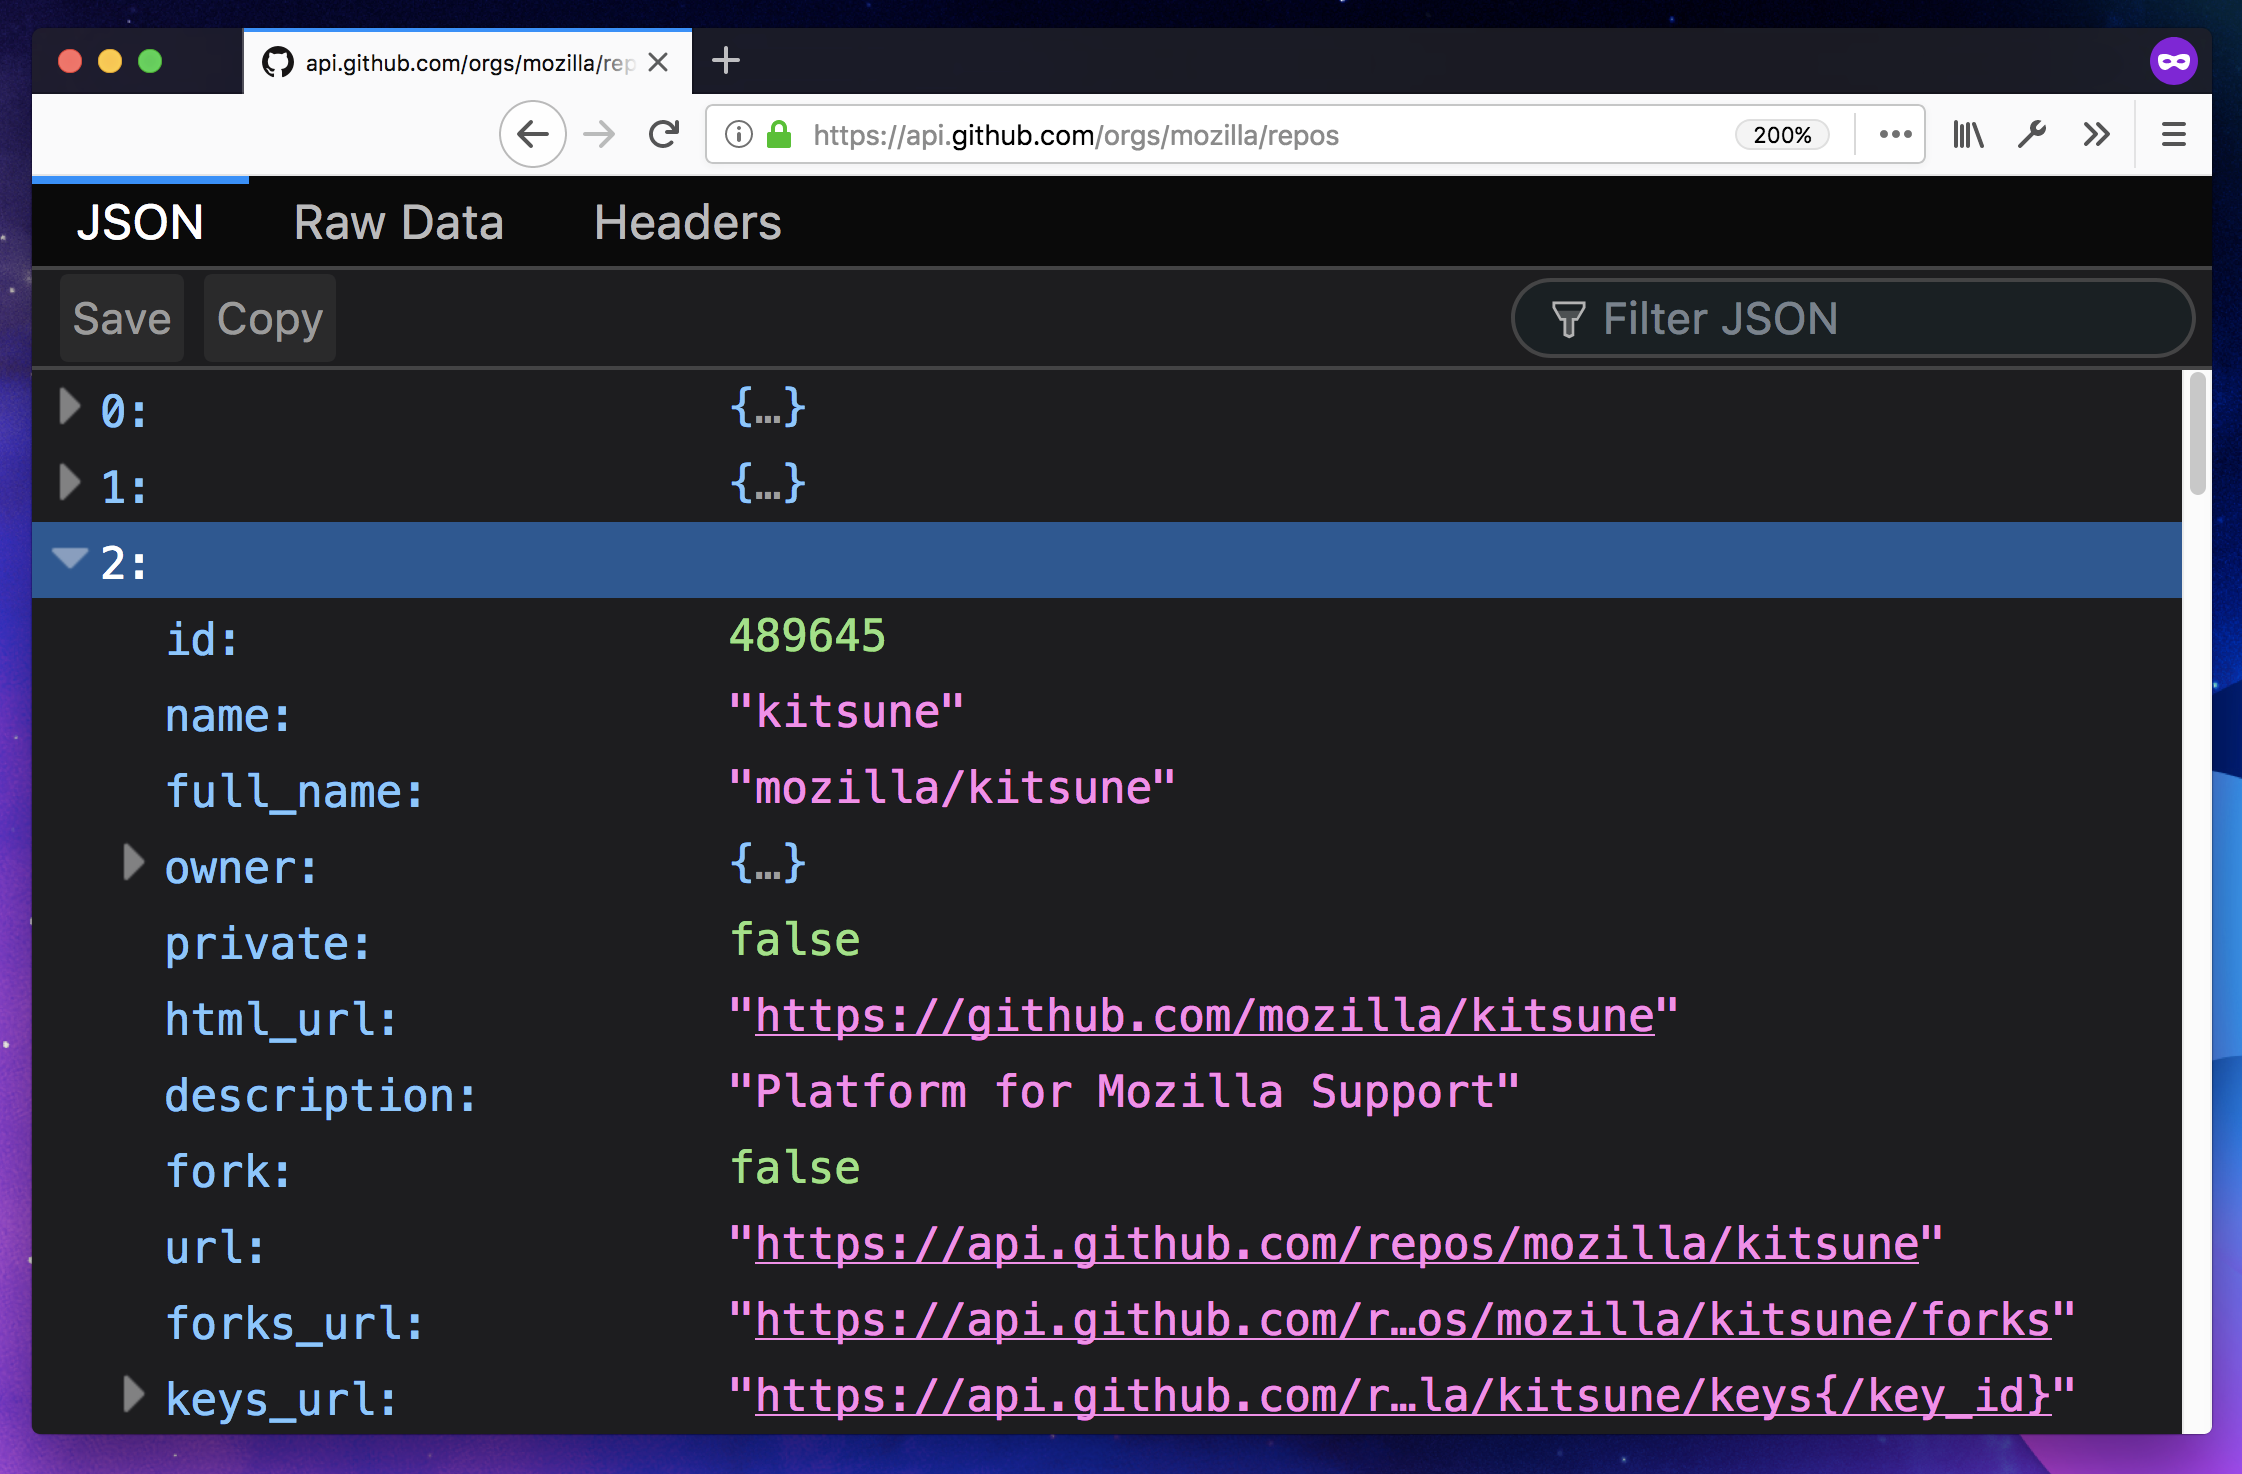 api.github.com/orgs/mozilla/rep
https://api.github.com/orgs/mozilla/repos 200%
JSON Raw Data Headers
Save Copy Filter JSON
0: {…}
1: {…}
2:
id: 489645
name: "kitsune"
full_name: "mozilla/kitsune"
owner: {…}
private: false
html_url: "https://github.com/mozilla/kitsune"
description: "Platform for Mozilla Support"
fork: false
url: "https://api.github.com/repos/mozilla/kitsune"
forks_url: "https://api.github.com/r…os/mozilla/kitsune/forks"
keys_url: "https://api.github.com/r…la/kitsune/keys{/key_id}"